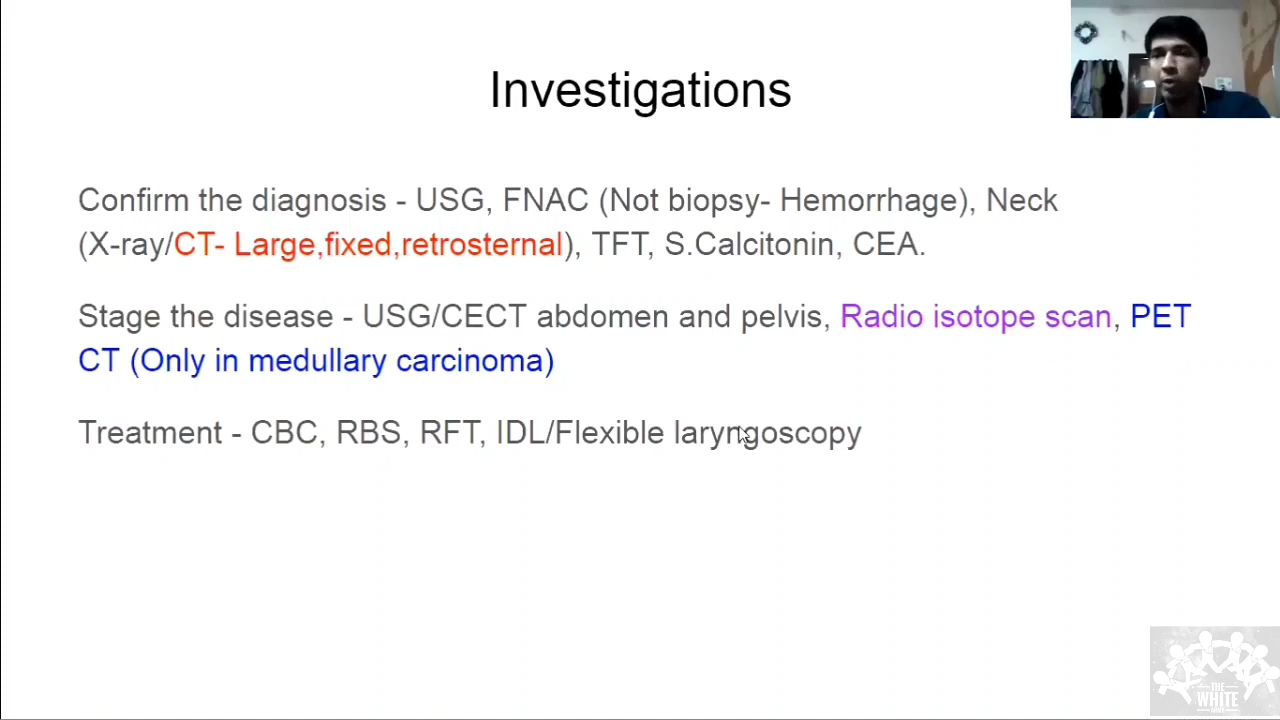 Investigations
Confirm the diagnosis - USG, FNAC (Not biopsy- Hemorrhage), Neck
(X-ray/CT- Large,fixed,retrosternal), TFT, S.Calcitonin, CEA.
Stage the disease - USG/CECT abdomen and pelvis, Radio isotope scan, PET
CT (Only in medullary carcinoma)
Treatment - CBC, RBS, RFT, IDL/Flexible laryngoscopy
THE
WHITE